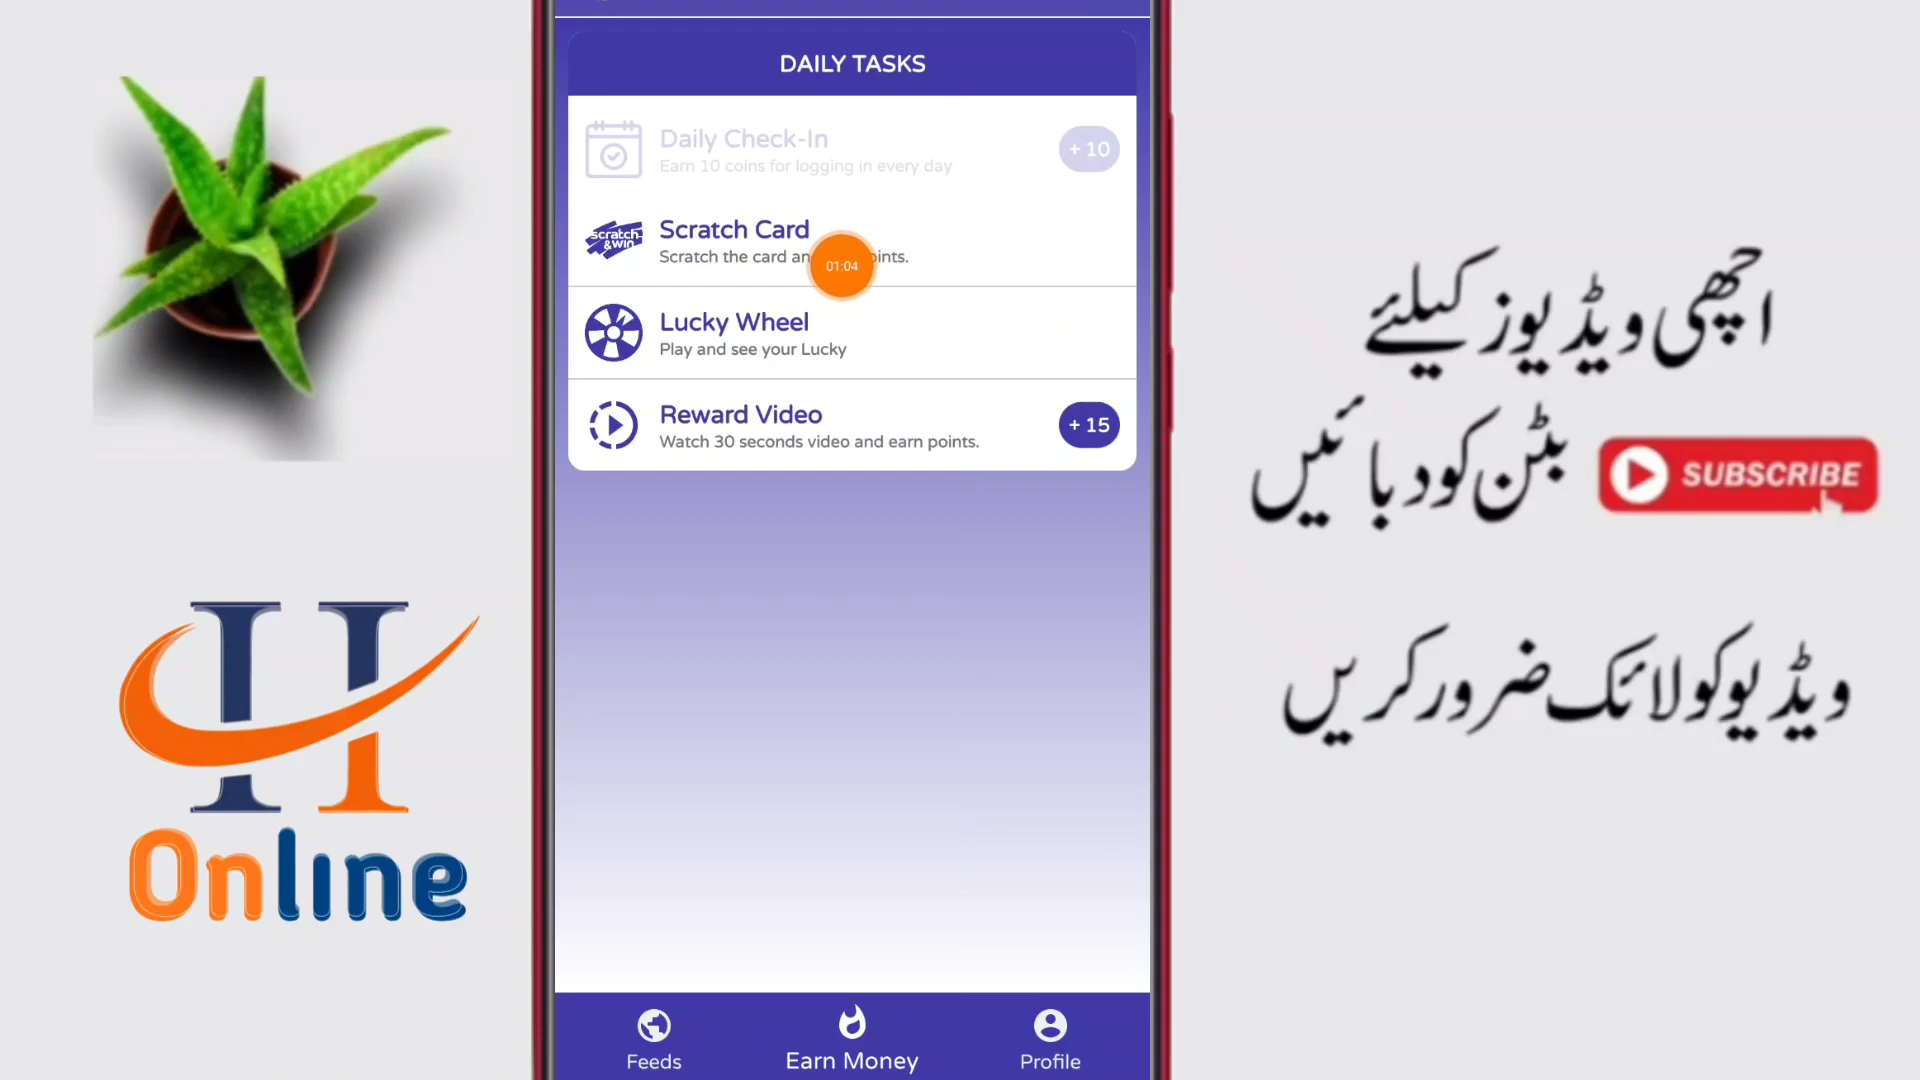 DAILY TASKS
Daily Check-In
Earn 10 coins for logging in every day
+ 10
scratch
&WIN
Scratch Card
Scratch the card an
ints.
01:04
Lucky Wheel
Play and see your Lucky
Reward Video
Watch 30 seconds video and earn points.
+ 15
Feeds
Earn Money
Profile
H
Online
اچھی ویڈیوز کیلئے
SUBSCRIBE بٹن کو دبائیں
ویڈیو کو لائک ضرور کریں